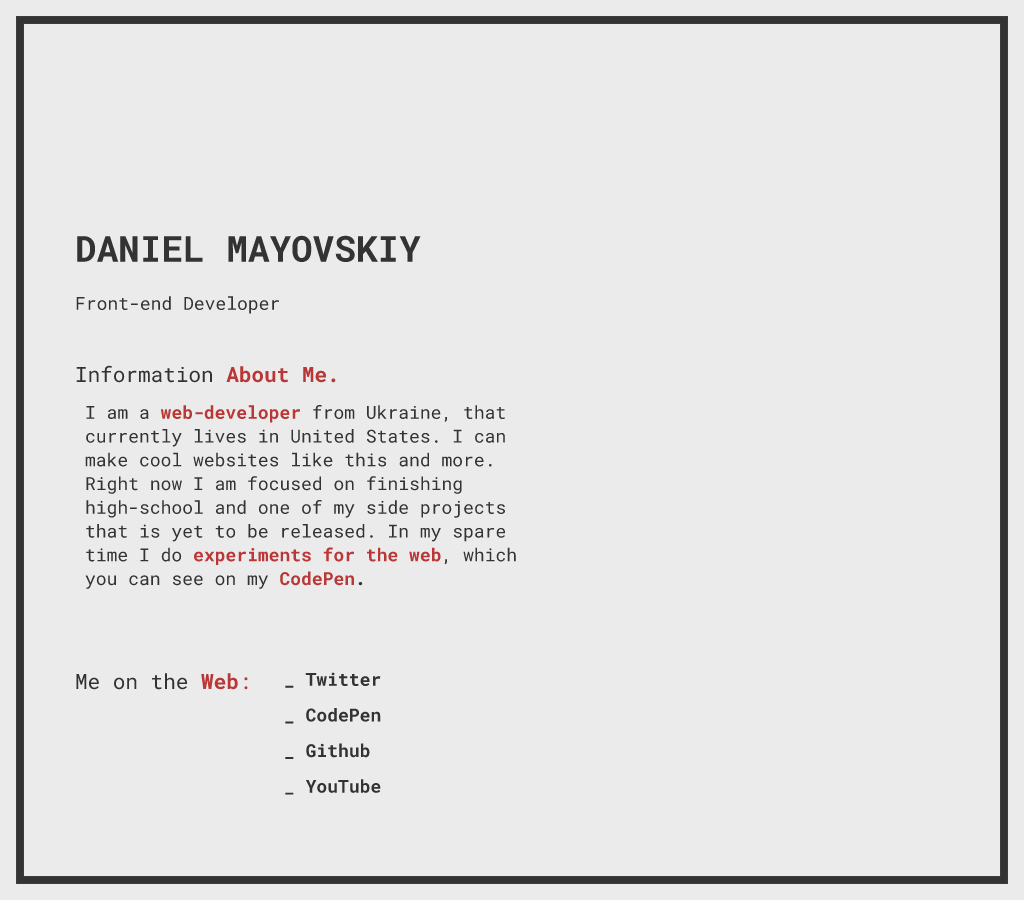 DANIEL MAYOVSKIY
Front-end Developer
Information About Me.
I am a web-developer from Ukraine, that
currently lives in United States. I can
make cool websites like this and more.
Right now I am focused on finishing
high-school and one of my side projects
that is yet to be released. In my spare
time I do experiments for the web, which
you can see on my CodePen.
Me on the Web:
_ Twitter
_ CodePen
_ Github
_ YouTube